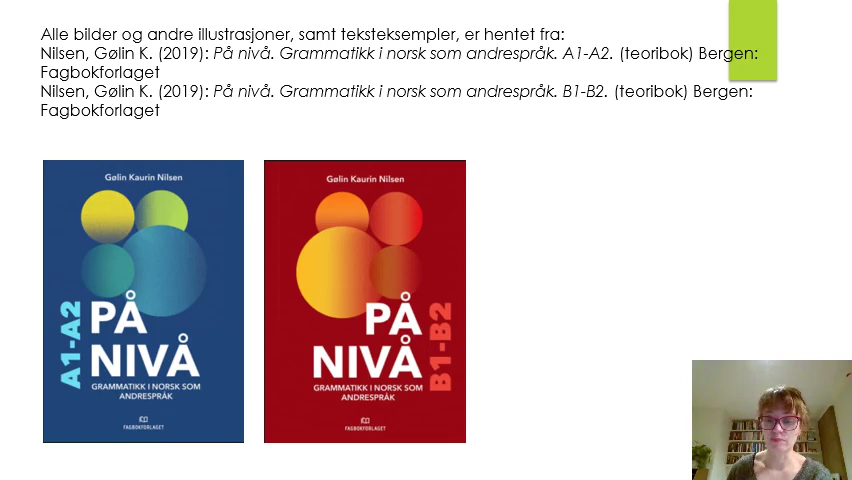 Alle bilder og andre illustrasjoner, samt teksteksempler, er hentet fra:
Nilsen, Gølin K. (2019): På nivå. Grammatikk i norsk som andrespråk. A1-A2. (teoribok) Bergen:
Fagbokforlaget
Nilsen, Gølin K. (2019): På nivå. Grammatikk i norsk som andrespråk. B1-B2. (teoribok) Bergen:
Fagbokforlaget
Gølin Kaurin Nilsen
A1-A2
PÅ
NIVÅ
GRAMMATIKK I NORSK SOM
ANDRESPRÅK
FAGBOKFORLAGET
Gølin Kaurin Nilsen
PÅ
NIVÅ
B1-B2
GRAMMATIKK I NORSK SOM
ANDRESPRÅK
FAGBOKFORLAGET